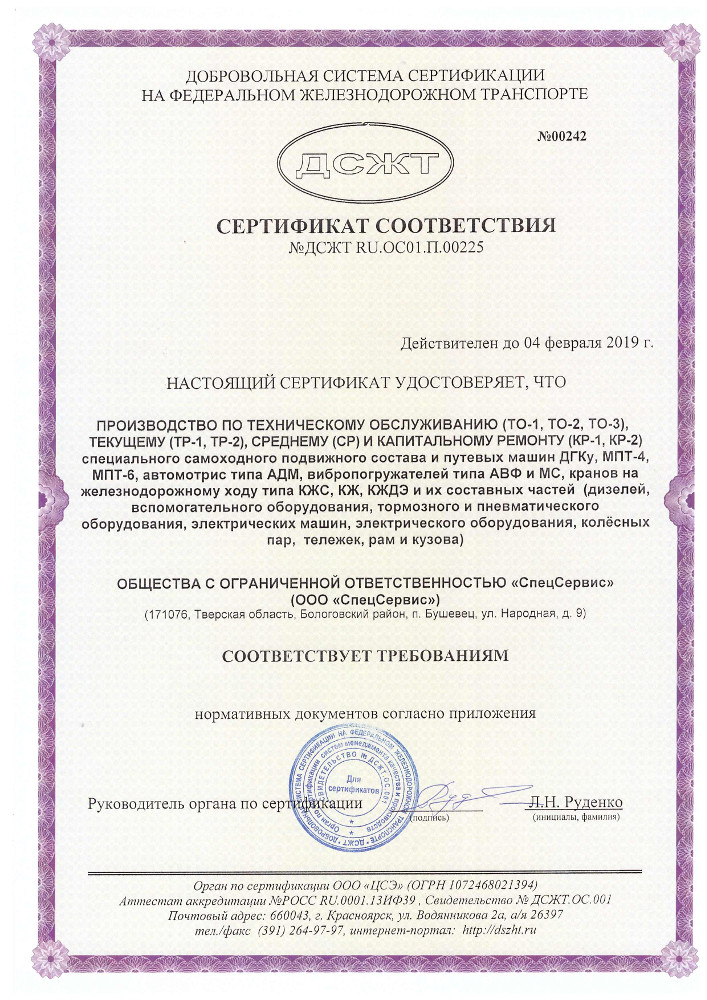 ДОБРОВОЛЬНАЯ СИСТЕМА СЕРТИФИКАЦИИ
НА ФЕДЕРАЛЬНОМ ЖЕЛЕЗНОДОРОЖНОМ ТРАНСПОРТЕ
№00242
ДСЖТ
СЕРТИФИКАТ СООТВЕТСТВИЯ
№ДСЖТ RU.ОС01.П.00225
Действителен до 04 февраля 2019 г.
НАСТОЯЩИЙ СЕРТИФИКАТ УДОСТОВЕРЯЕТ, ЧТО
ПРОИЗВОДСТВО ПО ТЕХНИЧЕСКОМУ ОБСЛУЖИВАНИЮ (ТО-1, ТО-2, ТО-3),
ТЕКУЩЕМУ (ТР-1, ТР-2), СРЕДНЕМУ (СР) И КАПИТАЛЬНОМУ РЕМОНТУ (КР-1, КР-2)
специального самоходного подвижного состава и путевых машин ДГКу, МПТ-4,
МПТ-6, автомотрис типа АДМ, вибропогружателей типа АВФ и МС, кранов на
железнодорожному ходу типа КЖС, КЖ, КЖДЭ и их составных частей (дизелей,
вспомогательного оборудования, тормозного и пневматического
оборудования, электрических машин, электрического оборудования, колёсных
пар, тележек, рам и кузова)
ОБЩЕСТВА С ОГРАНИЧЕННОЙ ОТВЕТСТВЕННОСТЬЮ «СпецСервис»
(ООО «СпецСервис»)
(171076, Тверская область, Бологовский район, п. Бушевец, ул. Народная, д. 9)
СООТВЕТСТВУЕТ ТРЕБОВАНИЯМ
нормативных документов согласно приложения
Для
сертификатов
Руководитель органа по сертификации
Л.Н. Руденко
(подпись)
(инициалы, фамилия)
Орган по сертификации ООО «ЦСЭ» (ОГРН 1072468021394)
Аттестат аккредитации №РОСС RU.0001.13ИФ39 , Свидетельство № ДСЖТ.ОС.001
Почтовый адрес: 660043, г. Красноярск, ул. Водянникова 2а, а/я 26397
тел./факс (391) 264-97-97, интернет-портал: http://dszht.ru